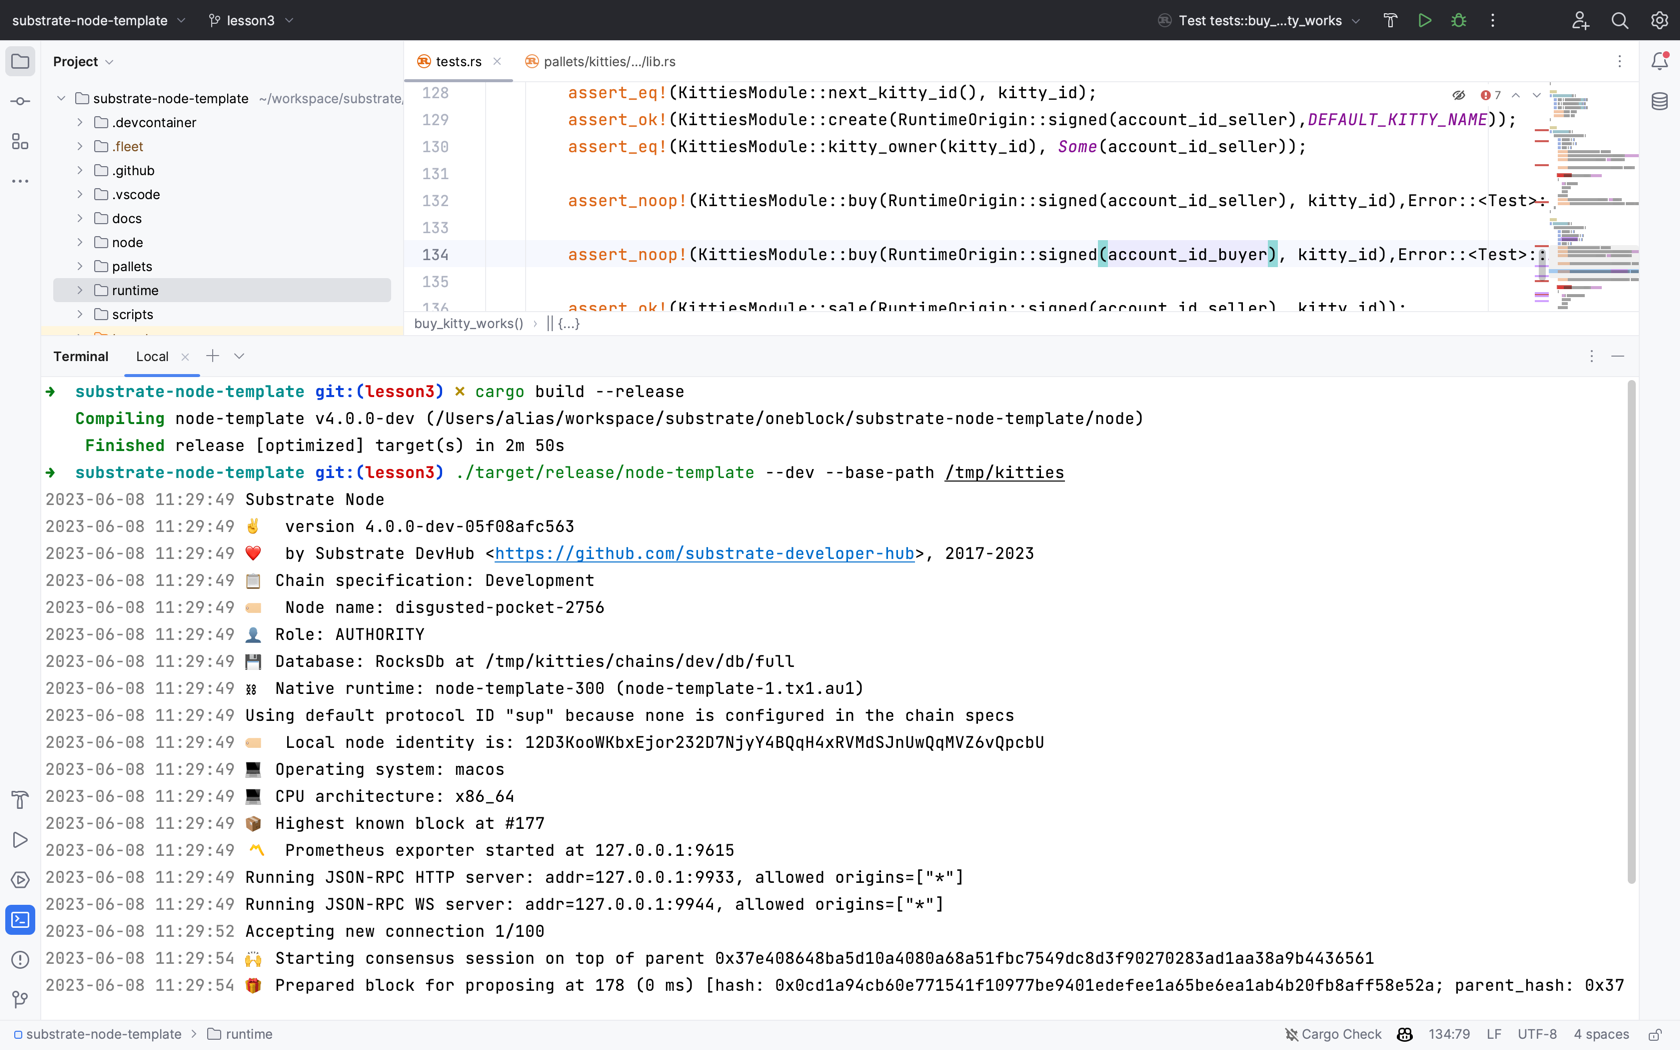 substrate-node-template
lesson3
Test tests::buy_...ty_works
Project
tests.rs
pallets/kitties/.../lib.rs
substrate-node-template ~/workspace/substrate/
.devcontainer
.fleet
.github
.vscode
docs
node
pallets
runtime
scripts
128 assert_eq!(KittiesModule::next_kitty_id(), kitty_id);
129 assert_ok!(KittiesModule::create(RuntimeOrigin::signed(account_id_seller),DEFAULT_KITTY_NAME));
130 assert_eq!(KittiesModule::kitty_owner(kitty_id), Some(account_id_seller));
131
132 assert_noop!(KittiesModule::buy(RuntimeOrigin::signed(account_id_seller), kitty_id),Error::<Test>:
133
134 assert_noop!(KittiesModule::buy(RuntimeOrigin::signed(account_id_buyer), kitty_id),Error::<Test>::
135
136 assert_ok!(KittiesModule::sale(RuntimeOrigin::signed(account_id_seller), kitty_id));
7
buy_kitty_works() › || {...}
Terminal
Local
➜ substrate-node-template git:(lesson3) ✗ cargo build --release
Compiling node-template v4.0.0-dev (/Users/alias/workspace/substrate/oneblock/substrate-node-template/node)
Finished release [optimized] target(s) in 2m 50s
➜ substrate-node-template git:(lesson3) ./target/release/node-template --dev --base-path /tmp/kitties
2023-06-08 11:29:49 Substrate Node
2023-06-08 11:29:49 ✌️ version 4.0.0-dev-05f08afc563
2023-06-08 11:29:49 ❤️ by Substrate DevHub <https://github.com/substrate-developer-hub>, 2017-2023
2023-06-08 11:29:49 📋 Chain specification: Development
2023-06-08 11:29:49 🏷 Node name: disgusted-pocket-2756
2023-06-08 11:29:49 👤 Role: AUTHORITY
2023-06-08 11:29:49 💾 Database: RocksDb at /tmp/kitties/chains/dev/db/full
2023-06-08 11:29:49 ⛓ Native runtime: node-template-300 (node-template-1.tx1.au1)
2023-06-08 11:29:49 Using default protocol ID "sup" because none is configured in the chain specs
2023-06-08 11:29:49 🏷 Local node identity is: 12D3KooWKbxEjor232D7NjyY4BQqH4xRVMdSJnUwQqMVZ6vQpcbU
2023-06-08 11:29:49 💻 Operating system: macos
2023-06-08 11:29:49 💻 CPU architecture: x86_64
2023-06-08 11:29:49 📦 Highest known block at #177
2023-06-08 11:29:49 〽️ Prometheus exporter started at 127.0.0.1:9615
2023-06-08 11:29:49 Running JSON-RPC HTTP server: addr=127.0.0.1:9933, allowed origins=["*"]
2023-06-08 11:29:49 Running JSON-RPC WS server: addr=127.0.0.1:9944, allowed origins=["*"]
2023-06-08 11:29:52 Accepting new connection 1/100
2023-06-08 11:29:54 🙌 Starting consensus session on top of parent 0x37e408648ba5d10a4080a68a51fbc7549dc8d3f90270283ad1aa38a9b4436561
2023-06-08 11:29:54 🎁 Prepared block for proposing at 178 (0 ms) [hash: 0x0cd1a94cb60e771541f10977be9401edefee1a65be6ea1ab4b20fb8aff58e52a; parent_hash: 0x37
substrate-node-template › runtime
Cargo Check
134:79
LF
UTF-8
4 spaces